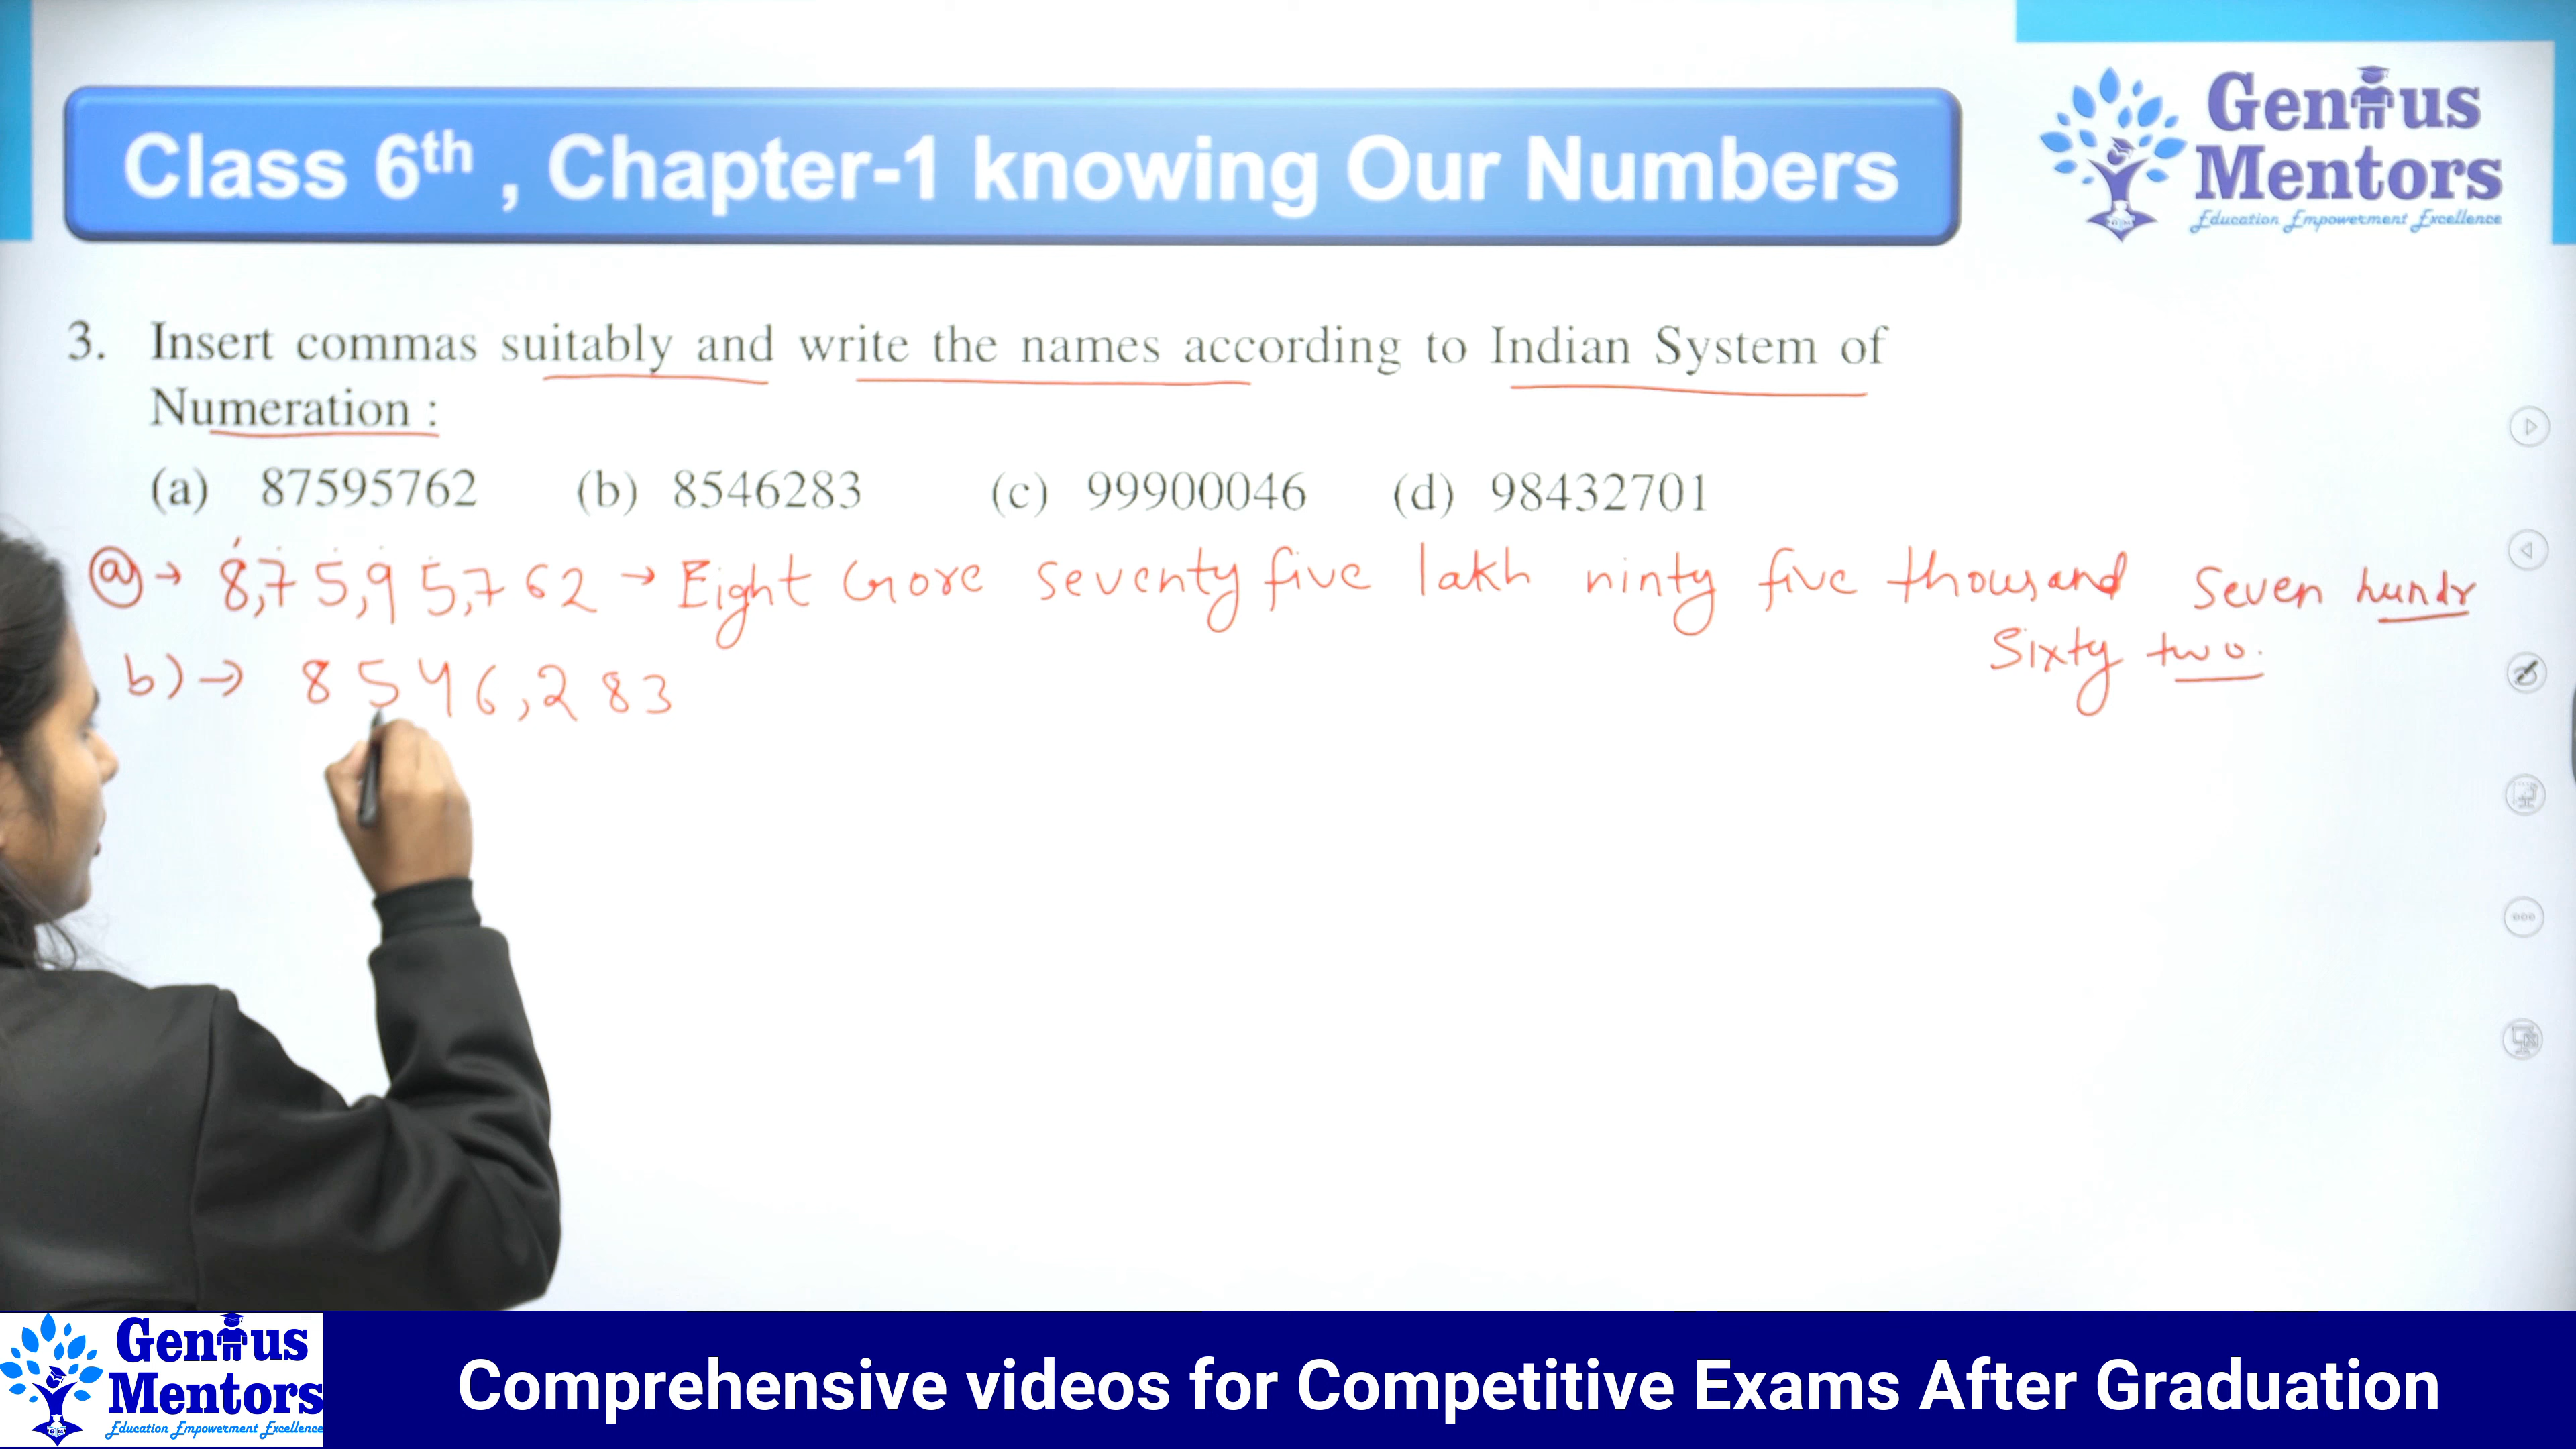 Class 6th , Chapter-1 knowing Our Numbers
Genius
Mentors
Education Empowerment Excellence
3. Insert commas suitably and write the names according to Indian System of
Numeration :
(a) 87595762 (b) 8546283 (c) 99900046 (d) 98432701
a → 8,75,95,762 → Eight Crore seventy five lakh ninty five thousand seven hundr
Sixty two.
b) → 8546,283
Genius
Mentors
Education Empowerment Excellence
Comprehensive videos for Competitive Exams After Graduation